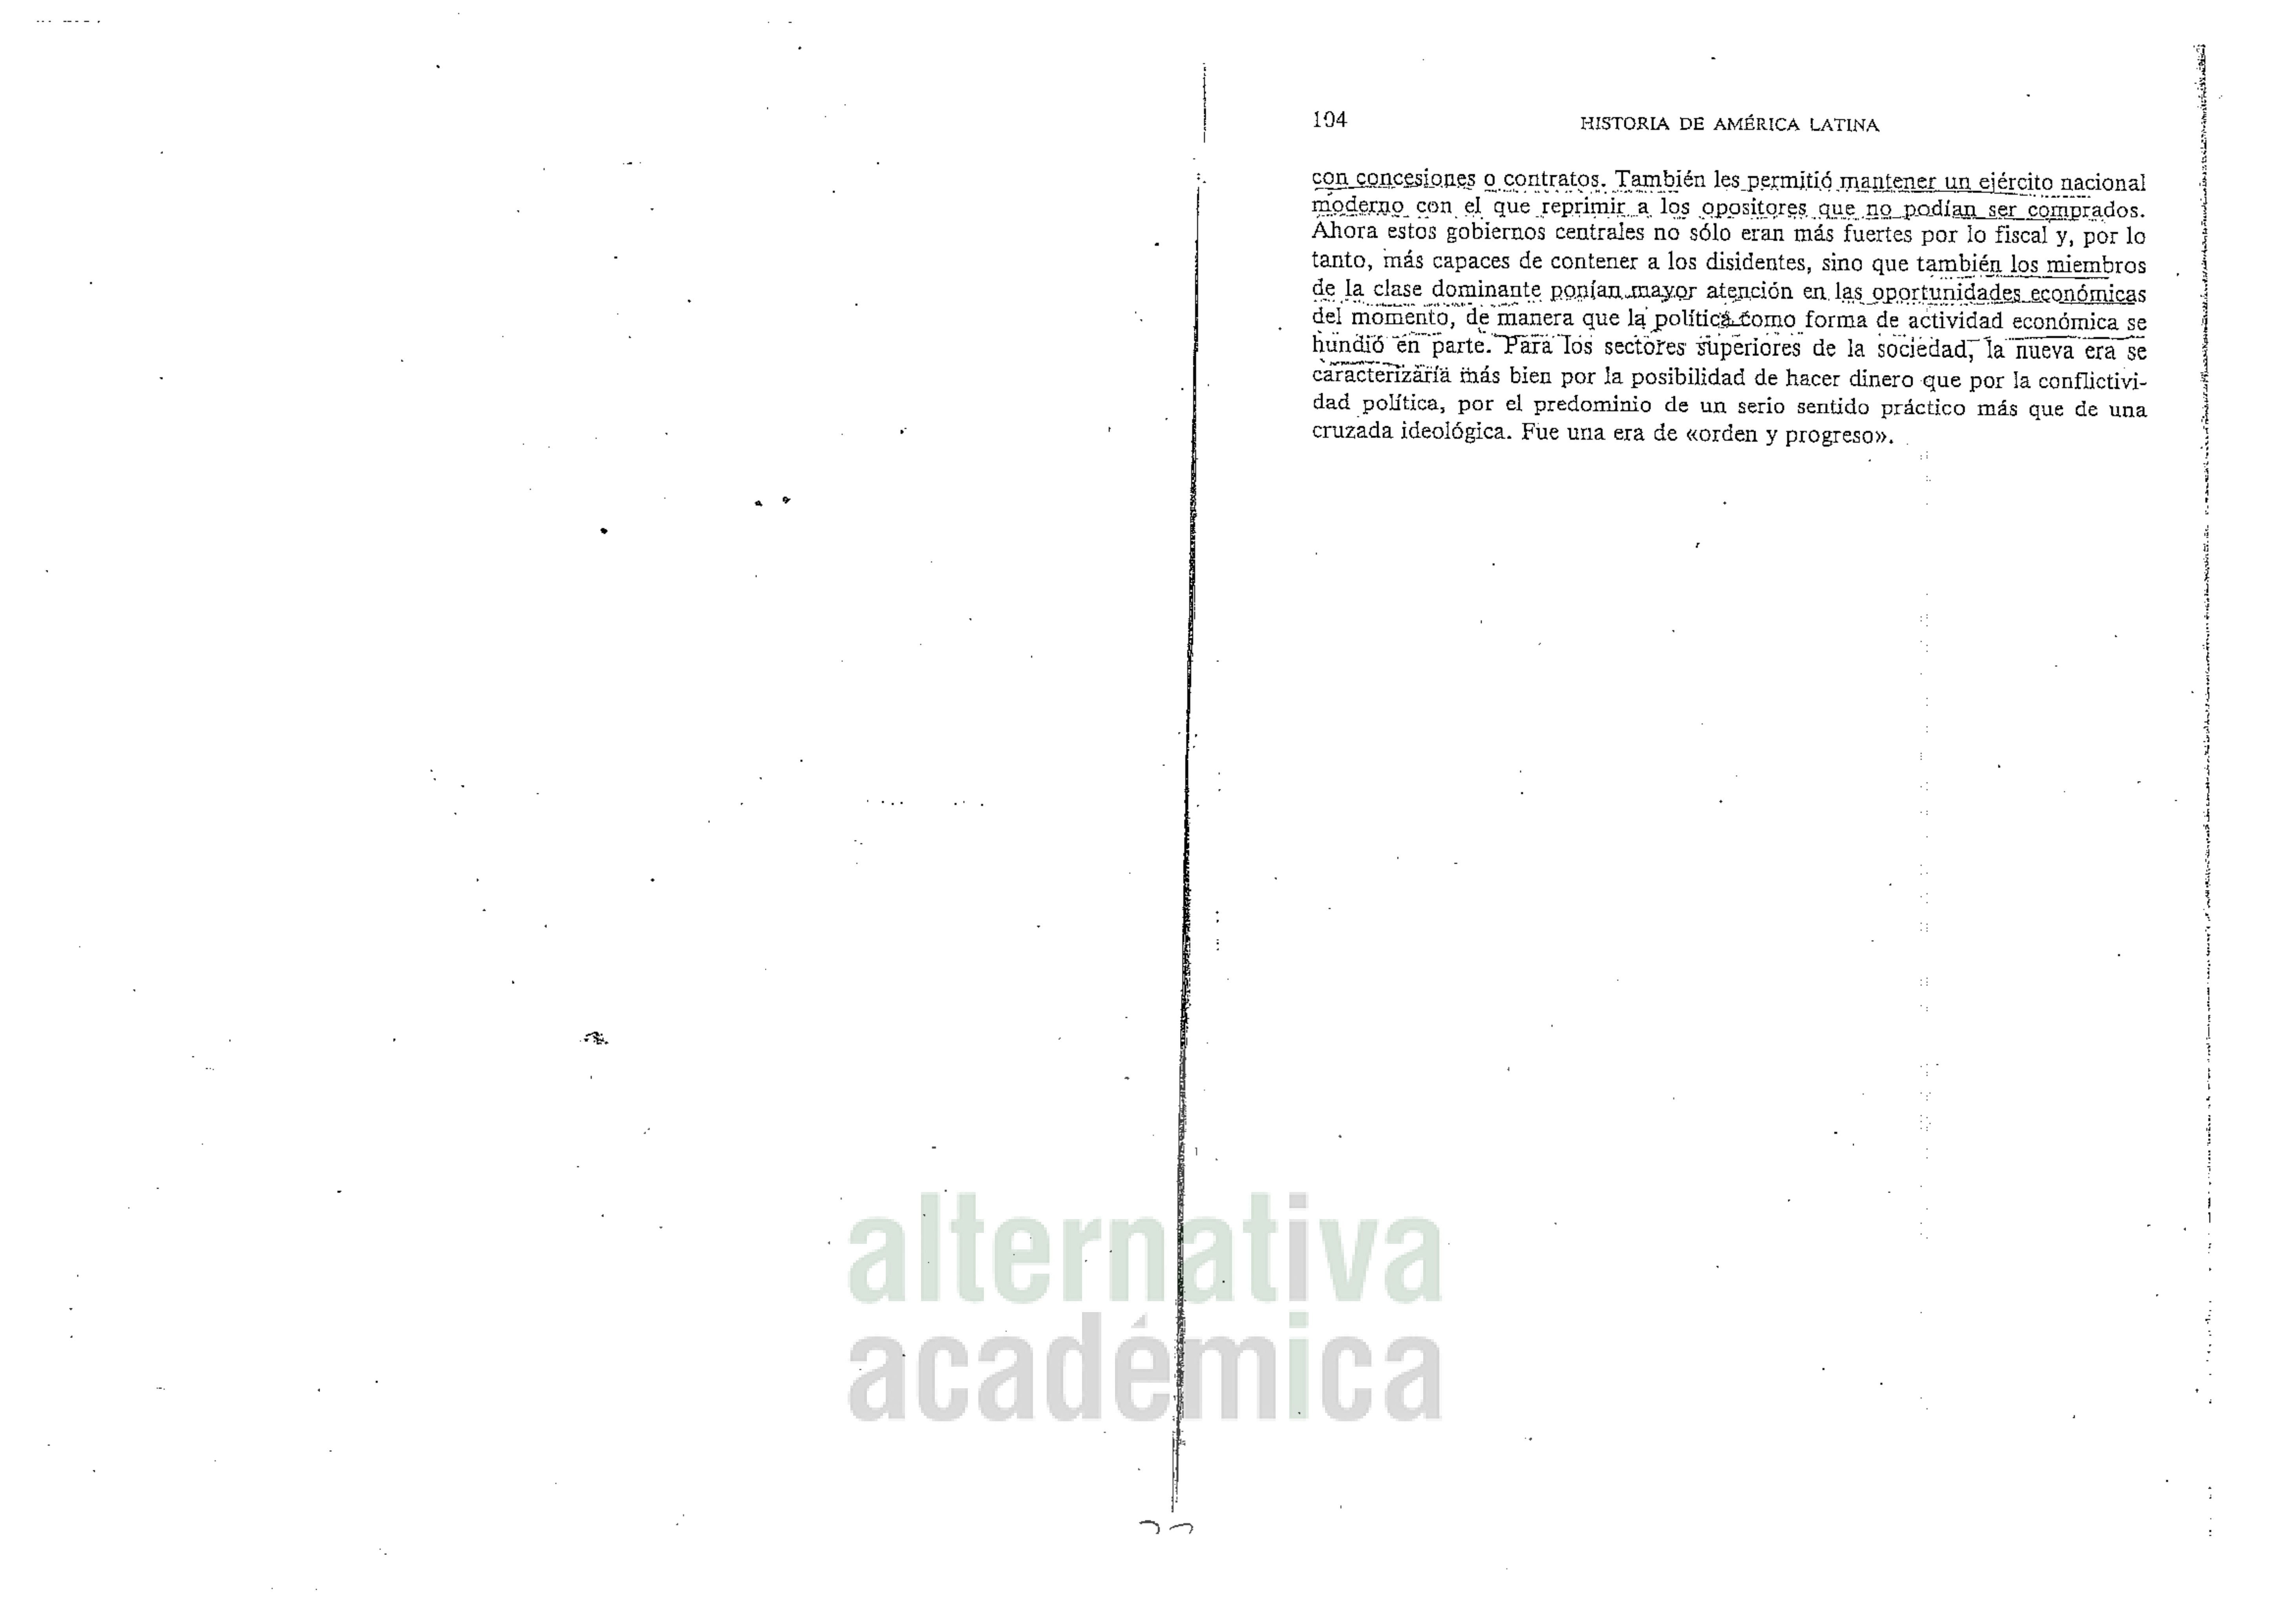 104
HISTORIA DE AMÉRICA LATINA
con concesiones o contratos. También les permitió mantener un ejército nacional
moderno con el que reprimir a los opositores que no podían ser comprados.
Ahora estos gobiernos centrales no sólo eran más fuertes por lo fiscal y, por lo
tanto, más capaces de contener a los disidentes, sino que también los miembros
de la clase dominante ponían mayor atención en las oportunidades económicas
del momento, de manera que la política como forma de actividad económica se
hundió en parte. Para los sectores superiores de la sociedad, la nueva era se
caracterizaría más bien por la posibilidad de hacer dinero que por la conflictivi-
dad política, por el predominio de un serio sentido práctico más que de una
cruzada ideológica. Fue una era de «orden y progreso».
alternativa
académica